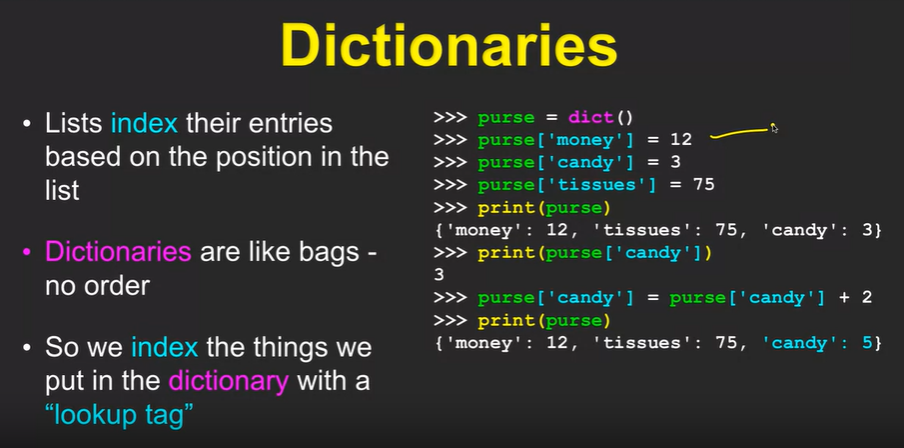 Dictionaries
• Lists index their entries
based on the position in the
list
• Dictionaries are like bags -
no order
• So we index the things we
put in the dictionary with a
“lookup tag”
>>> purse = dict()
>>> purse['money'] = 12
>>> purse['candy'] = 3
>>> purse['tissues'] = 75
>>> print(purse)
{'money': 12, 'tissues': 75, 'candy': 3}
>>> print(purse['candy'])
3
>>> purse['candy'] = purse['candy'] + 2
>>> print(purse)
{'money': 12, 'tissues': 75, 'candy': 5}